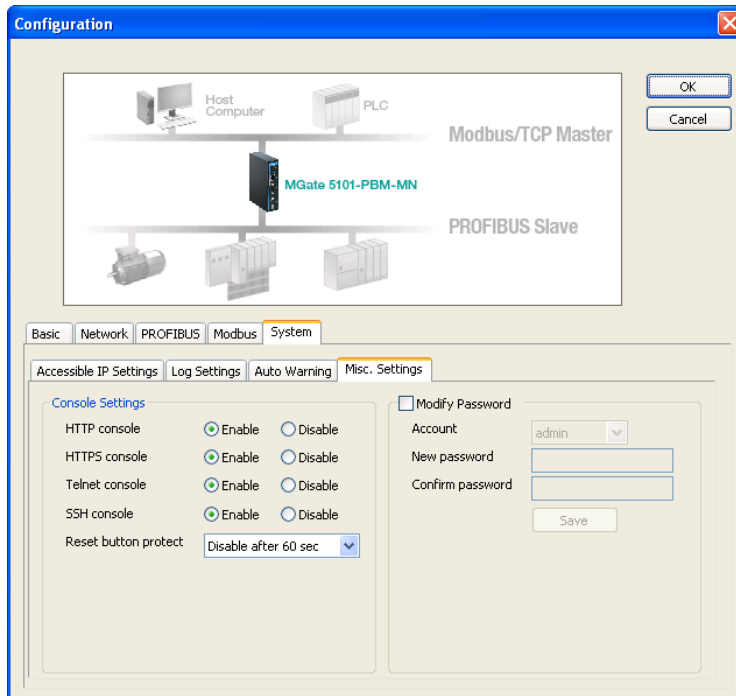 Configuration
OK
Cancel
Host
Computer
PLC
Modbus/TCP Master
MGate 5101-PBM-MN
PROFIBUS Slave
Basic Network PROFIBUS Modbus System
Accessible IP Settings Log Settings Auto Warning Misc. Settings
Console Settings
HTTP console Enable Disable
HTTPS console Enable Disable
Telnet console Enable Disable
SSH console Enable Disable
Reset button protect Disable after 60 sec
Modify Password
Account admin
New password
Confirm password
Save